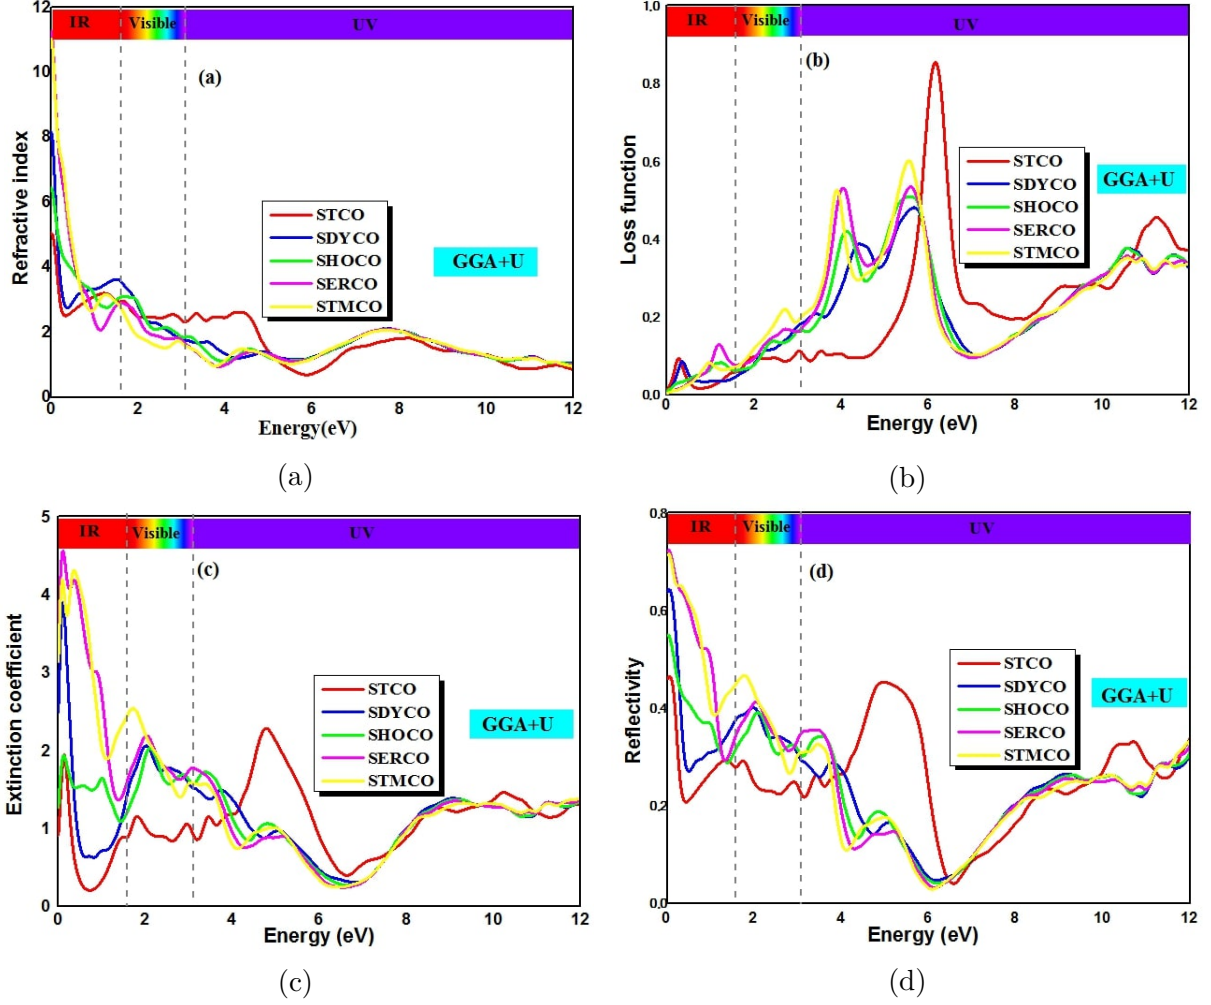 12
10
8
6
4
2
0
IR
Visible
UV
(a)
Refractive index
STCO
SDYCO
SHOCO
SERCO
STMCO
GGA+U
0 2 4 6 8 10 12
Energy(eV)
(a)
1.0
0.8
0.6
0.4
0.2
0.0
IR
Visible
UV
(b)
Loss function
STCO
SDYCO
SHOCO
SERCO
STMCO
GGA+U
0 2 4 6 8 10 12
Energy (eV)
(b)
5
4
3
2
1
0
IR
Visible
UV
(c)
Extintion coefficient
STCO
SDYCO
SHOCO
SERCO
STMCO
GGA+U
0 2 4 6 8 10 12
Energy (eV)
(c)
0.8
0.6
0.4
0.2
0.0
IR
Visible
UV
(d)
Reflectivity
STCO
SDYCO
SHOCO
SERCO
STMCO
GGA+U
0 2 4 6 8 10 12
Energy (eV)
(d)